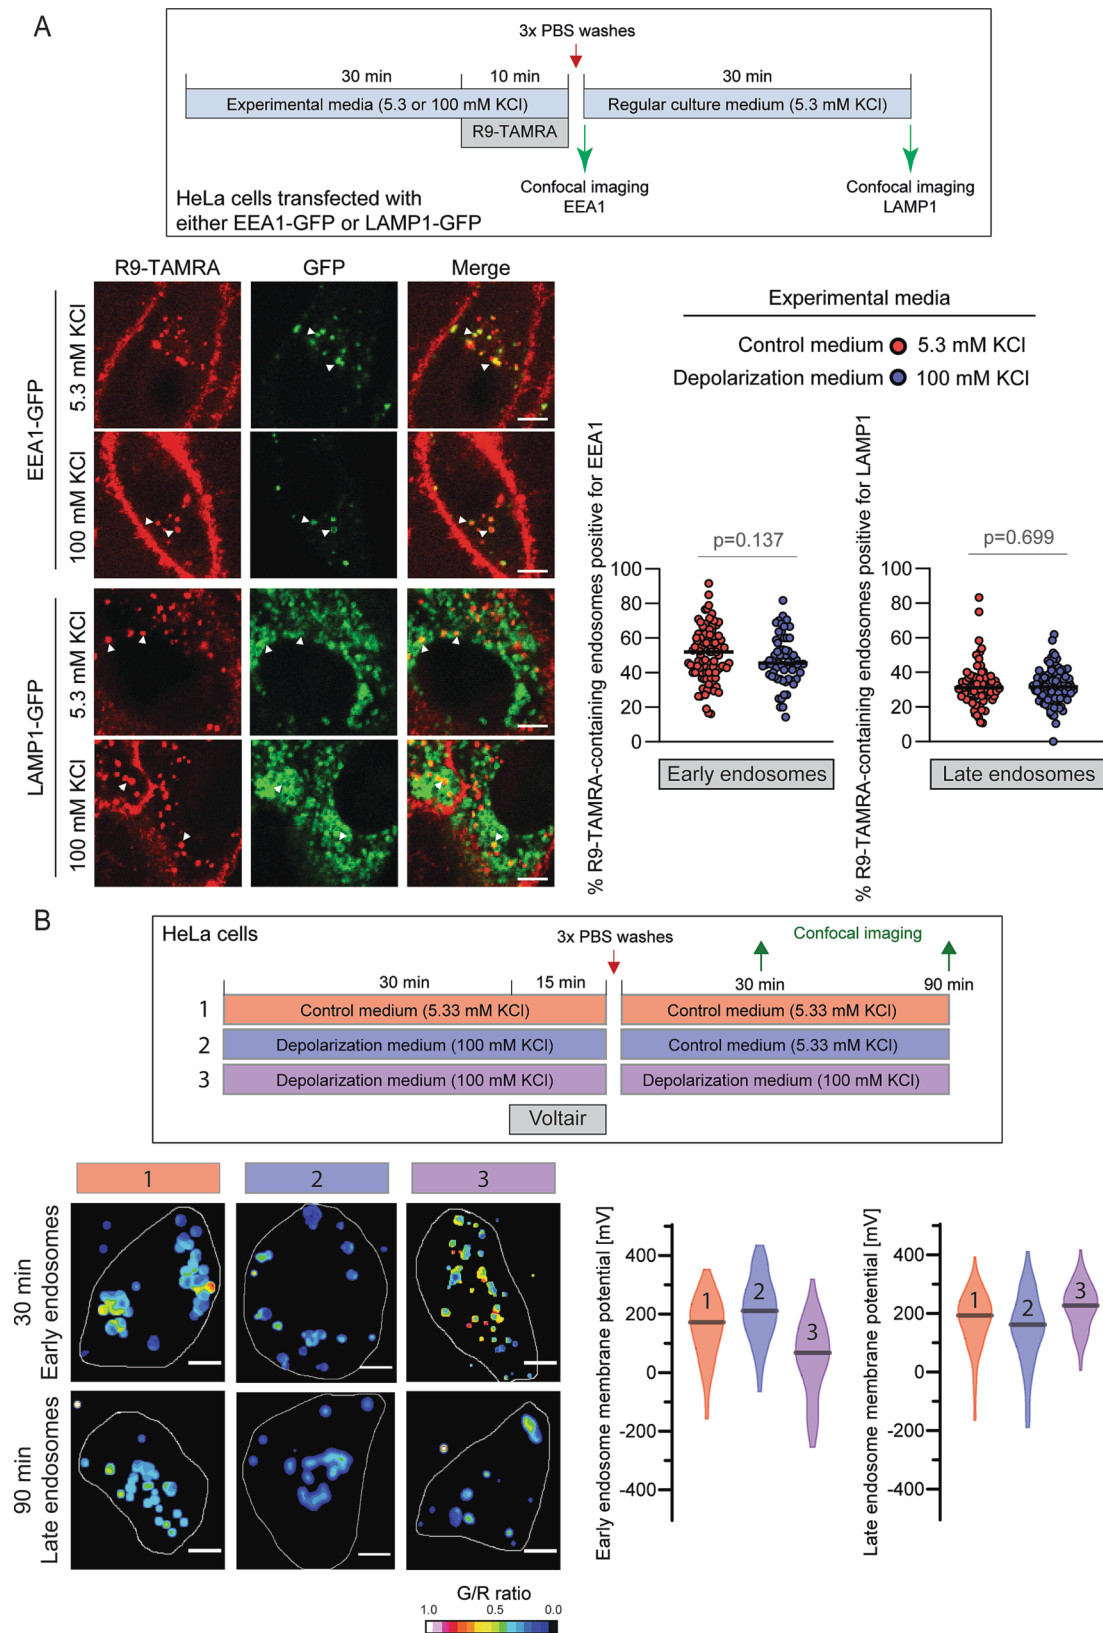 A
3x PBS washes
30 min 10 min 30 min
Experimental media (5.3 or 100 mM KCl) Regular culture medium (5.3 mM KCl)
R9-TAMRA
Confocal imaging
EEA1
Confocal imaging
LAMP1
HeLa cells transfected with
either EEA1-GFP or LAMP1-GFP
R9-TAMRA GFP Merge
EEA1-GFP
5.3 mM KCl
100 mM KCl
LAMP1-GFP
5.3 mM KCl
100 mM KCl
Experimental media
Control medium 5.3 mM KCl
Depolarization medium 100 mM KCl
% R9-TAMRA-containing endosomes positive for EEA1
p=0.137
100
80
60
40
20
0
Early endosomes
% R9-TAMRA-containing endosomes positive for LAMP1
p=0.699
100
80
60
40
20
0
Late endosomes
B
HeLa cells
3x PBS washes
Confocal imaging
30 min 15 min 30 min 90 min
1 Control medium (5.33 mM KCl) Control medium (5.33 mM KCl)
2 Depolarization medium (100 mM KCl) Control medium (5.33 mM KCl)
3 Depolarization medium (100 mM KCl) Depolarization medium (100 mM KCl)
Voltair
1 2 3
30 min
Early endosomes
90 min
Late endosomes
G/R ratio
1.0 0.5 0.0
Early endosome membrane potential [mV]
400
200
0
-200
-400
1 2 3
Late endosome membrane potential [mV]
400
200
0
-200
-400
1 2 3